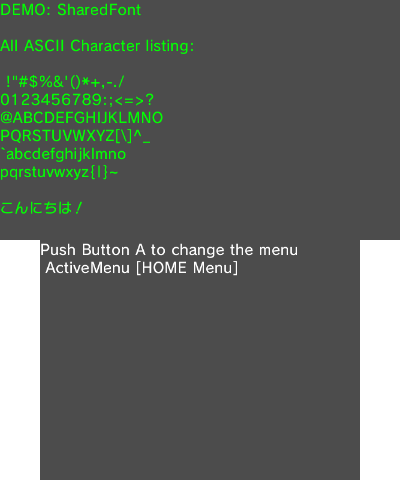 DEMO: SharedFont
All ASCII Character listing:
!"#$%&'()*+,-./
0123456789:;<=>?
@ABCDEFGHIJKLMNO
PQRSTUVWXYZ[\]^_
`abcdefghijklmno
pqrstuvwxyz{|}~
こんにちは!
Push Button A to change the menu
ActiveMenu [HOME Menu]